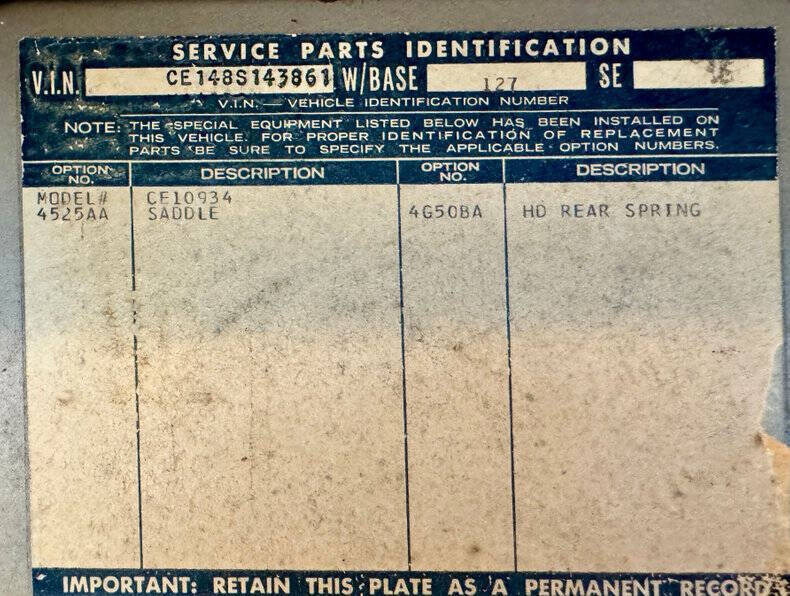 SERVICE PARTS IDENTIFICATION
V.I.N. CE148S143861 W/BASE 127 SE
V.I.N. — VEHICLE IDENTIFICATION NUMBER
NOTE: THE SPECIAL EQUIPMENT LISTED BELOW HAS BEEN INSTALLED ON
THIS VEHICLE. FOR PROPER IDENTIFICATION OF REPLACEMENT
PARTS BE SURE TO SPECIFY THE APPLICABLE OPTION NUMBERS.
OPTION NO. DESCRIPTION OPTION NO. DESCRIPTION
MODEL# CE10934
4525AA SADDLE 4G50BA HD REAR SPRING
IMPORTANT: RETAIN THIS PLATE AS A PERMANENT RECORD